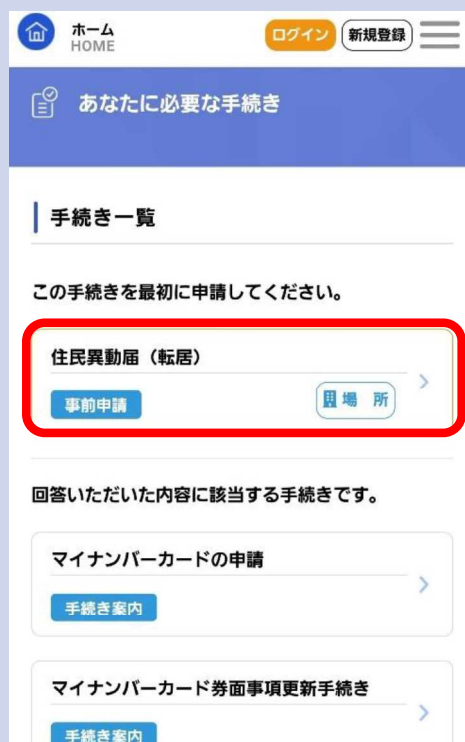 ホーム
HOME
ログイン
新規登録
あなたに必要な手続き
手続き一覧
この手続きを最初に申請してください。
住民異動届（転居）
事前申請
場 所
回答いただいた内容に該当する手続きです。
マイナンバーカードの申請
手続き案内
マイナンバーカード券面事項更新手続き
手続き案内